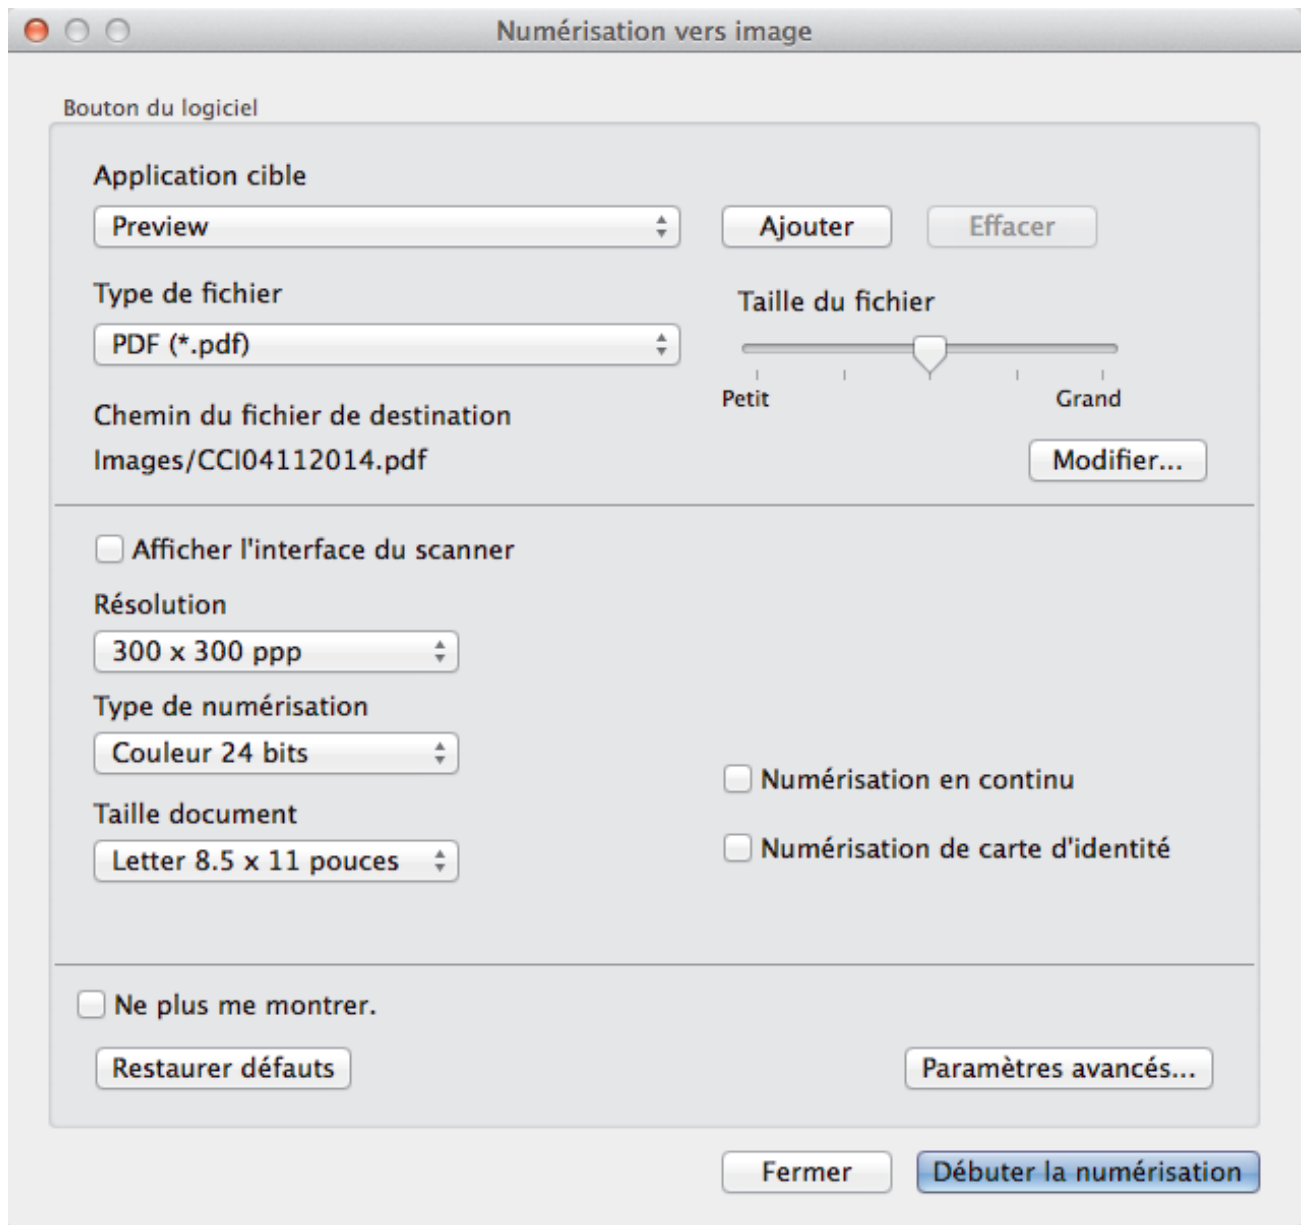 Numérisation vers image
Bouton du logiciel
Application cible
Preview
Ajouter
Effacer
Type de fichier
Taille du fichier
PDF (*.pdf)
Petit
Grand
Chemin du fichier de destination
Images/CCI04112014.pdf
Modifier...
Afficher l'interface du scanner
Résolution
300 x 300 ppp
Type de numérisation
Couleur 24 bits
Numérisation en continu
Taille document
Numérisation de carte d'identité
Letter 8.5 x 11 pouces
Ne plus me montrer.
Restaurer défauts
Paramètres avancés...
Fermer
Débuter la numérisation